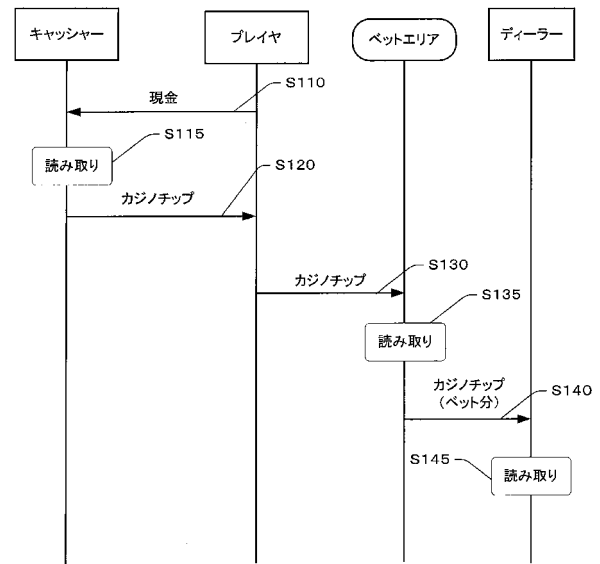 キャッシャー
プレイヤ
ベットエリア
ディーラー
現金
S110
読み取り
S115
カジノチップ
S120
カジノチップ
S130
読み取り
S135
カジノチップ
（ベット分）
S140
S145
読み取り